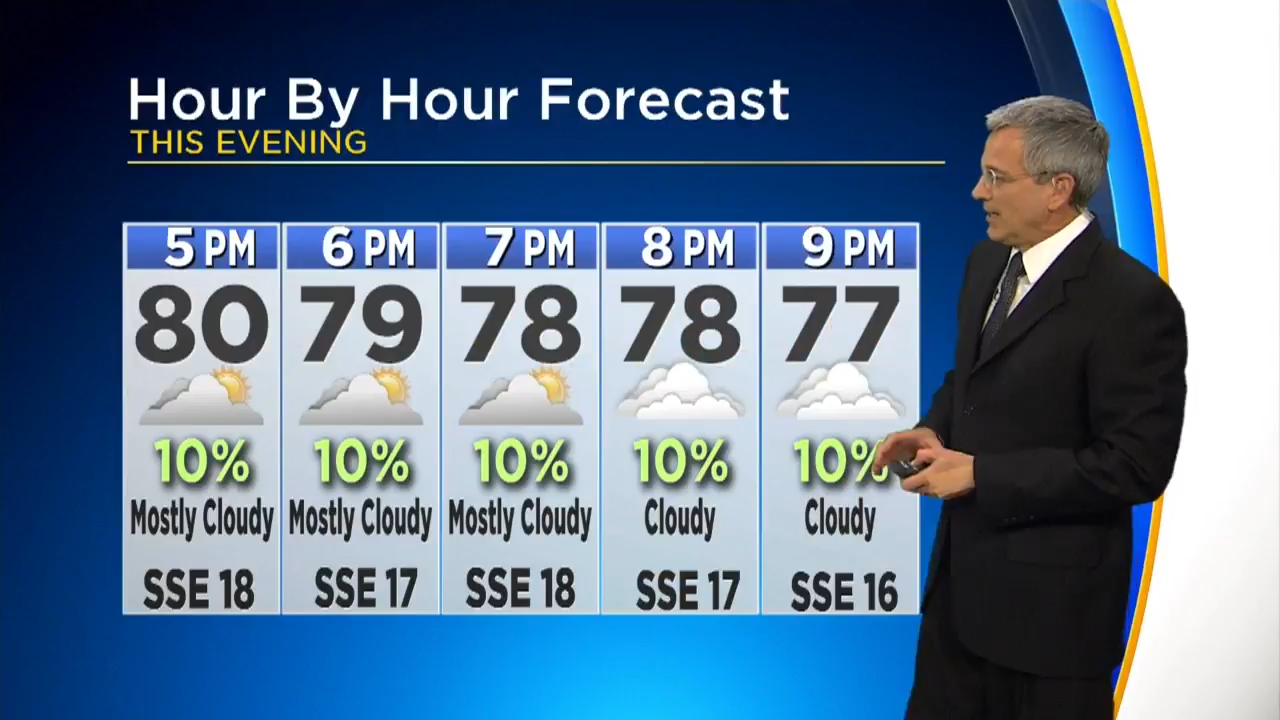 Hour By Hour Forecast
THIS EVENING
5 PM 6 PM 7 PM 8 PM 9 PM
80 79 78 78 77
10% 10% 10% 10% 10%
Mostly Cloudy Mostly Cloudy Mostly Cloudy Cloudy Cloudy
SSE 18 SSE 17 SSE 18 SSE 17 SSE 16